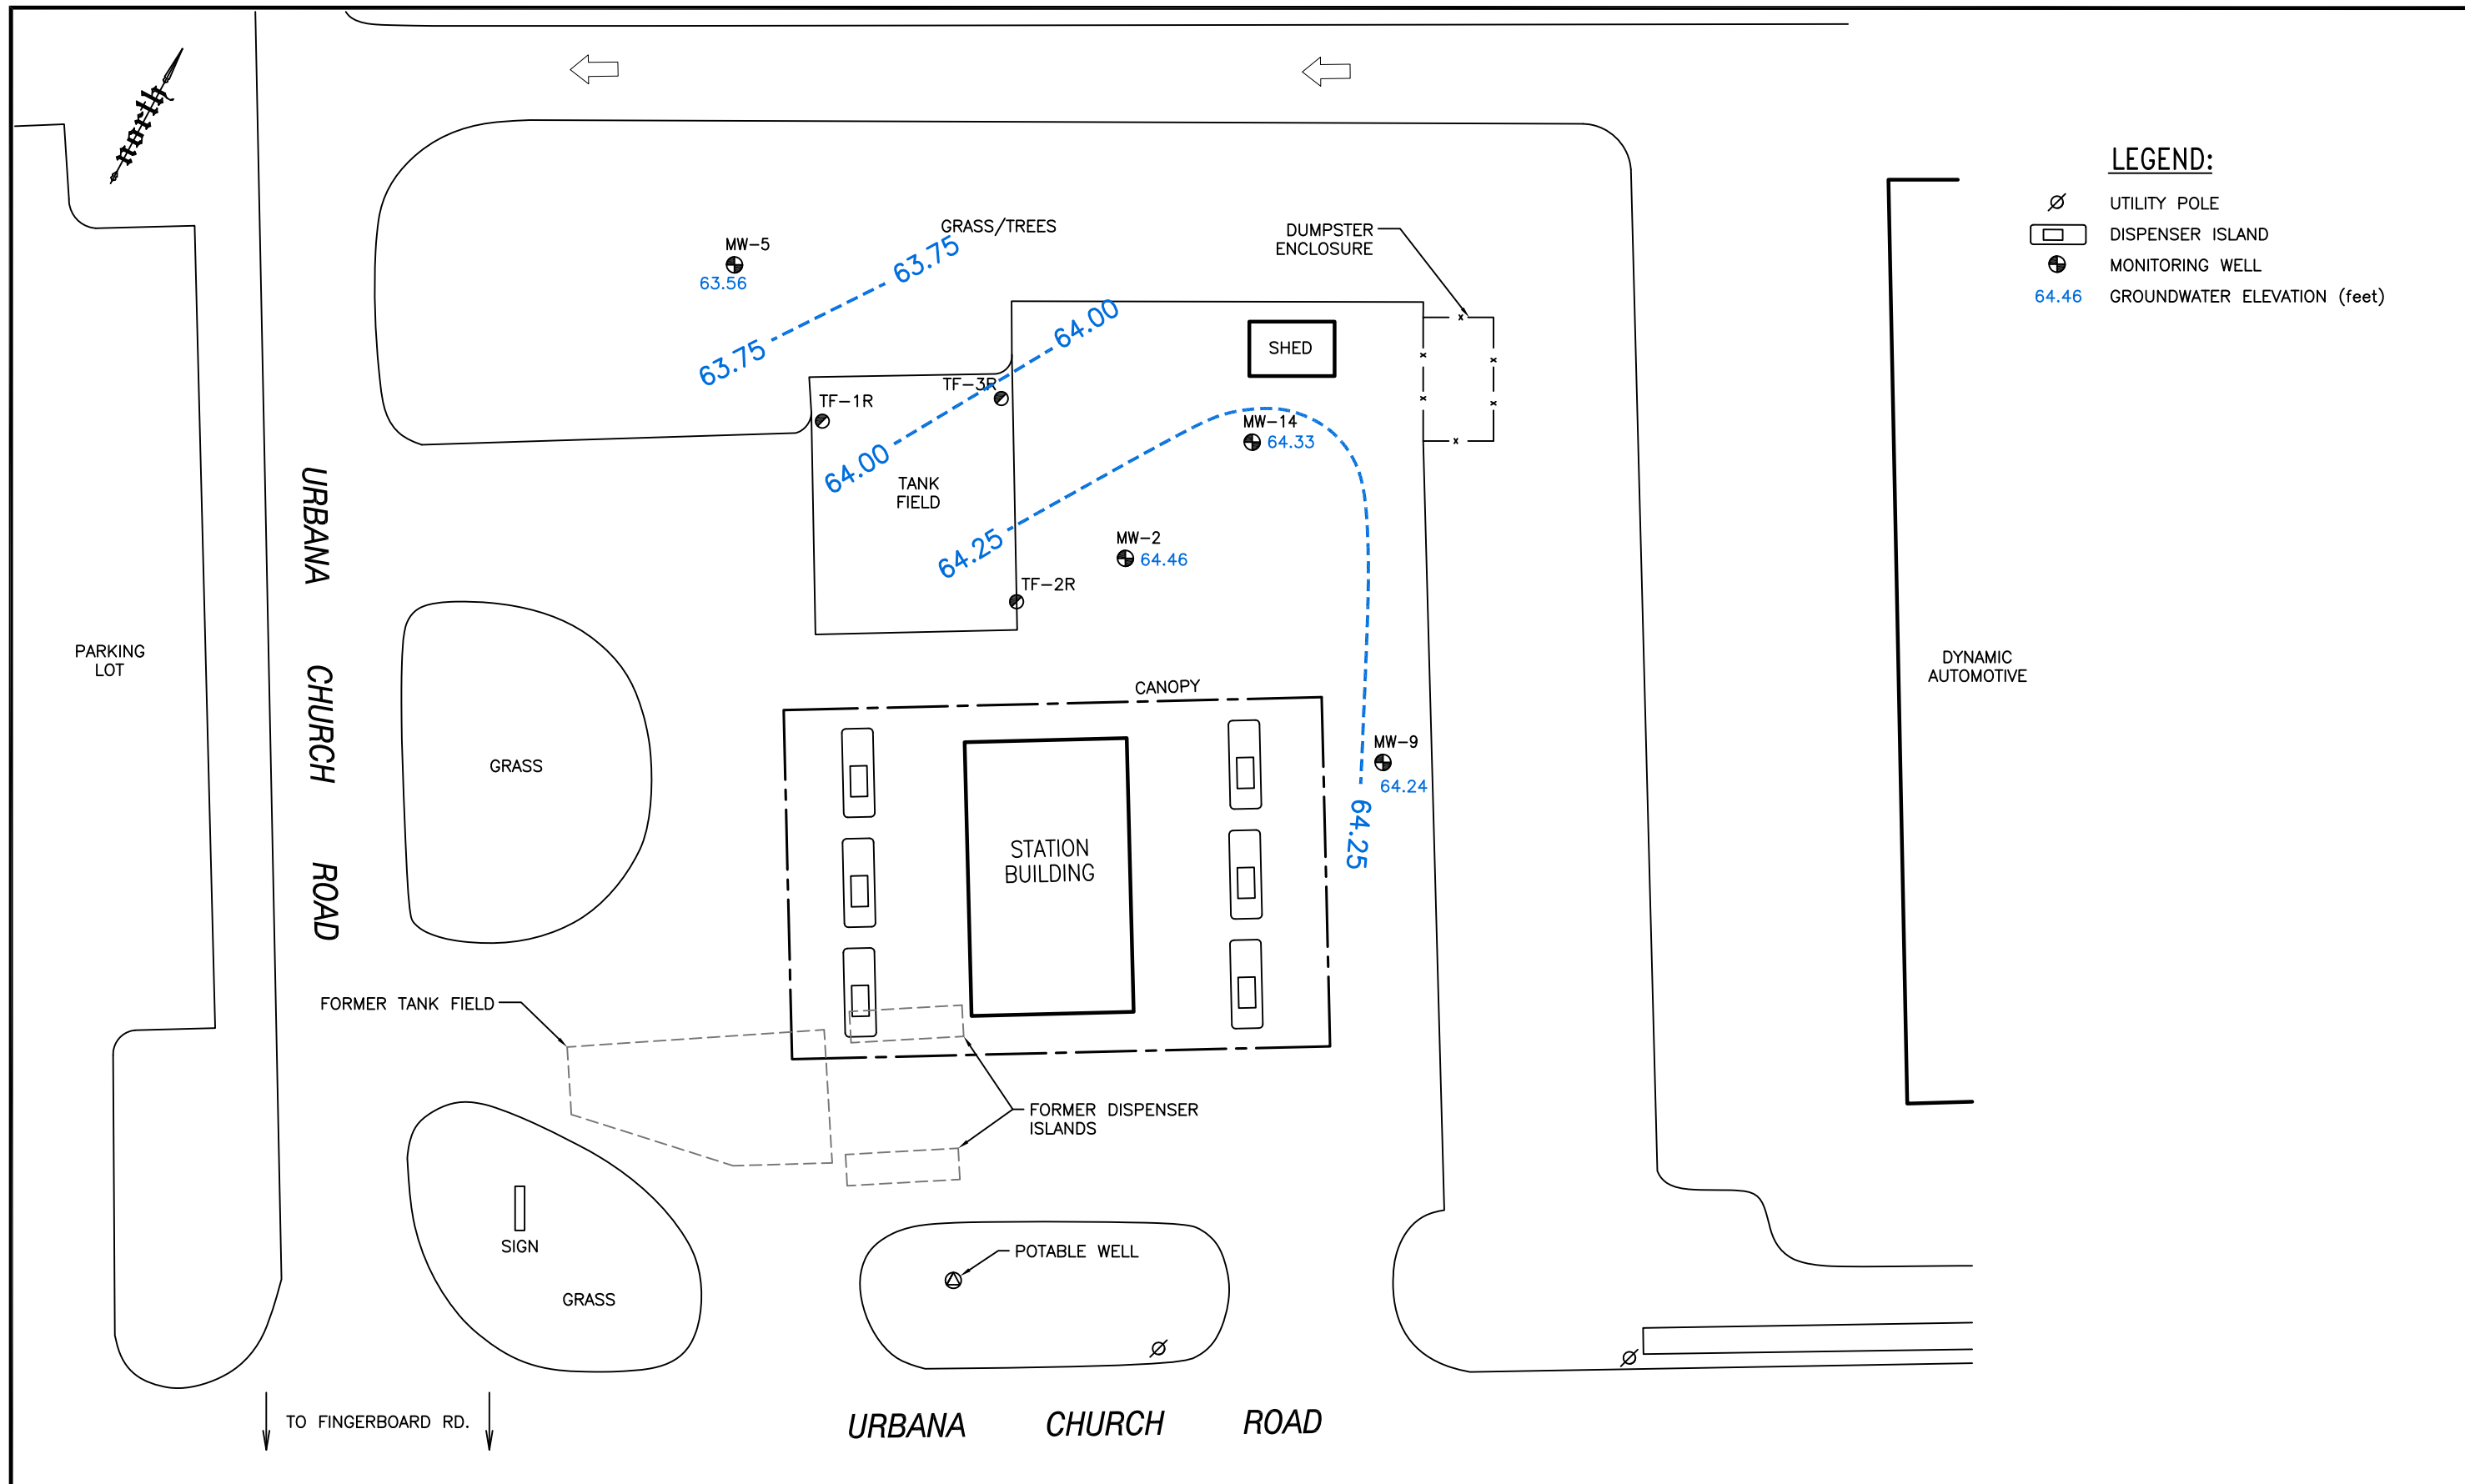 north
LEGEND:
UTILITY POLE
DISPENSER ISLAND
MONITORING WELL
64.46 GROUNDWATER ELEVATION (feet)
GRASS/TREES
DUMPSTER
ENCLOSURE
MW-5
63.56
63.75
63.75
64.00
SHED
TF-3R
TF-1R
MW-14
64.33
64.00
TANK
FIELD
64.25
MW-2
64.46
TF-2R
URBANA CHURCH ROAD
PARKING
LOT
DYNAMIC
AUTOMOTIVE
CANOPY
MW-9
64.24
64.25
GRASS
STATION
BUILDING
FORMER TANK FIELD
FORMER DISPENSER
ISLANDS
SIGN
GRASS
POTABLE WELL
TO FINGERBOARD RD.
URBANA CHURCH ROAD